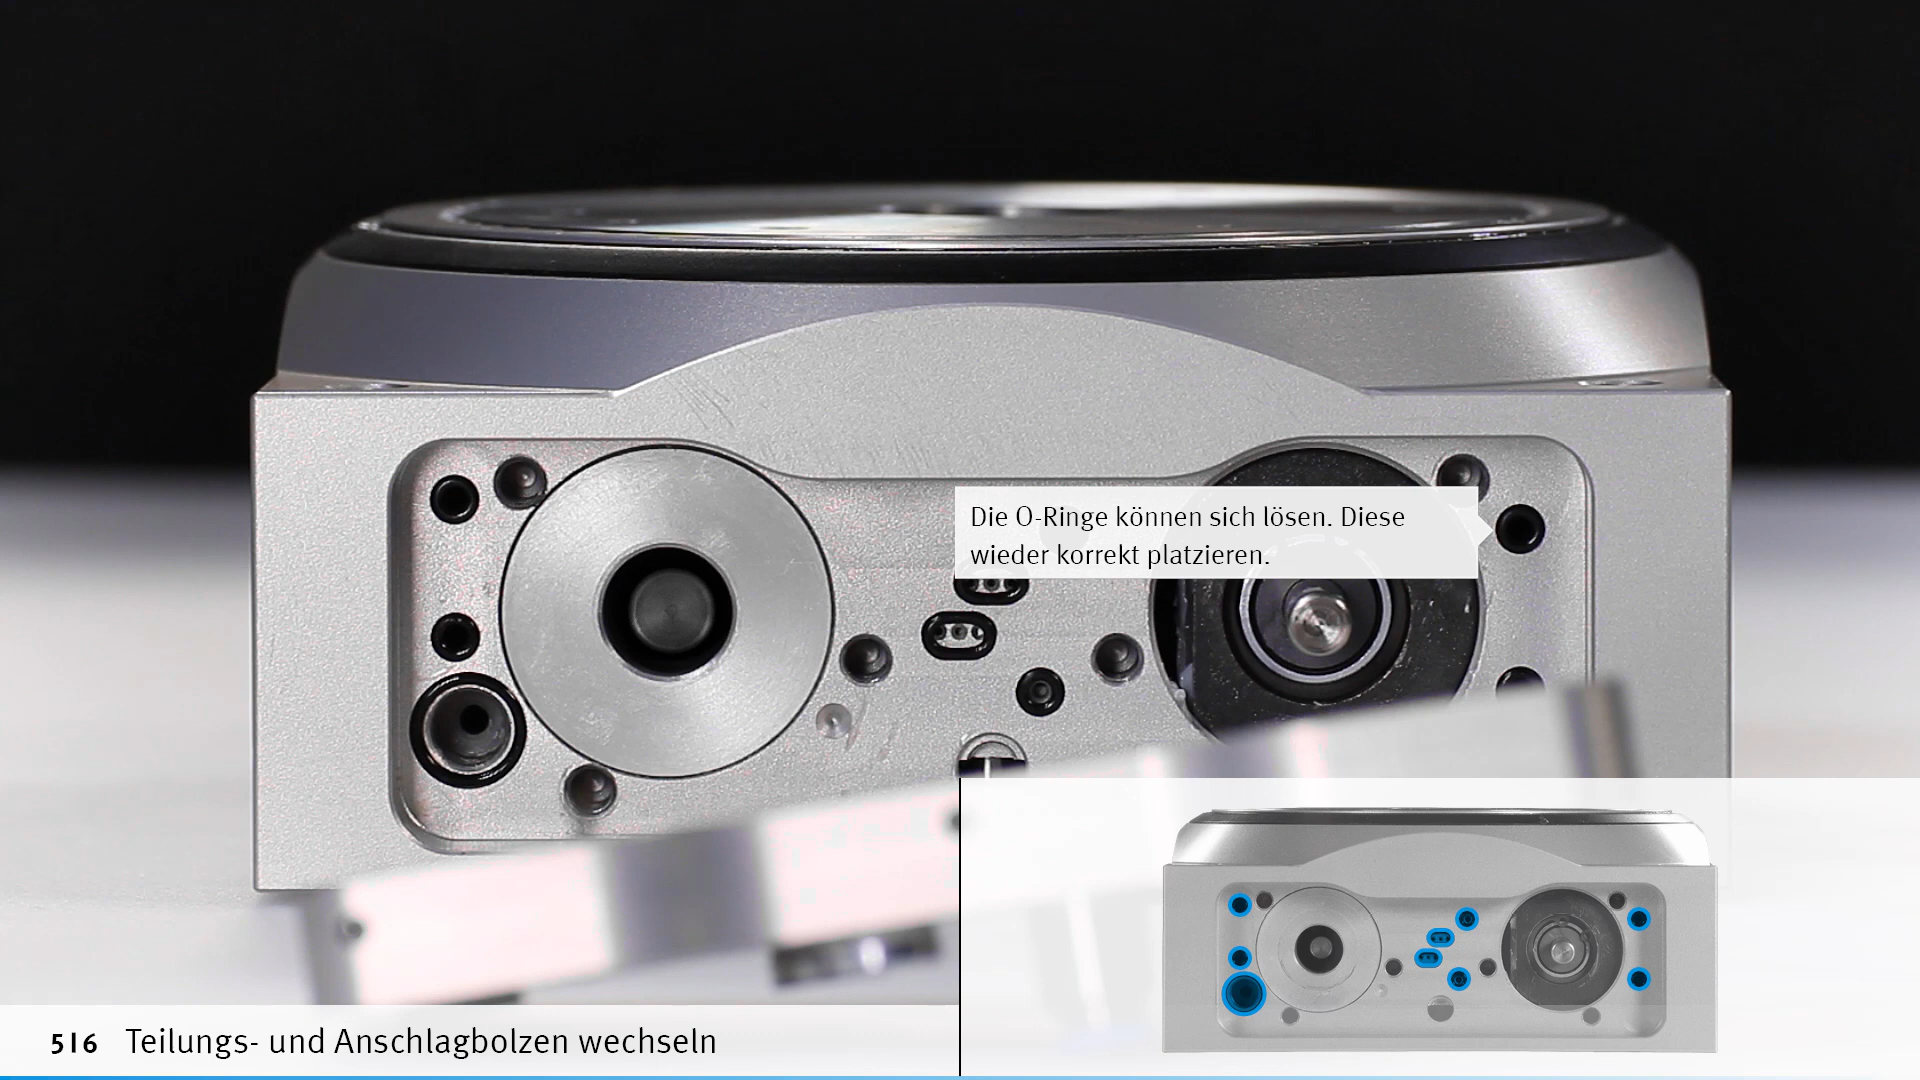 Die O-Ringe können sich lösen. Diese
wieder korrekt platzieren.
516 Teilungs- und Anschlagbolzen wechseln